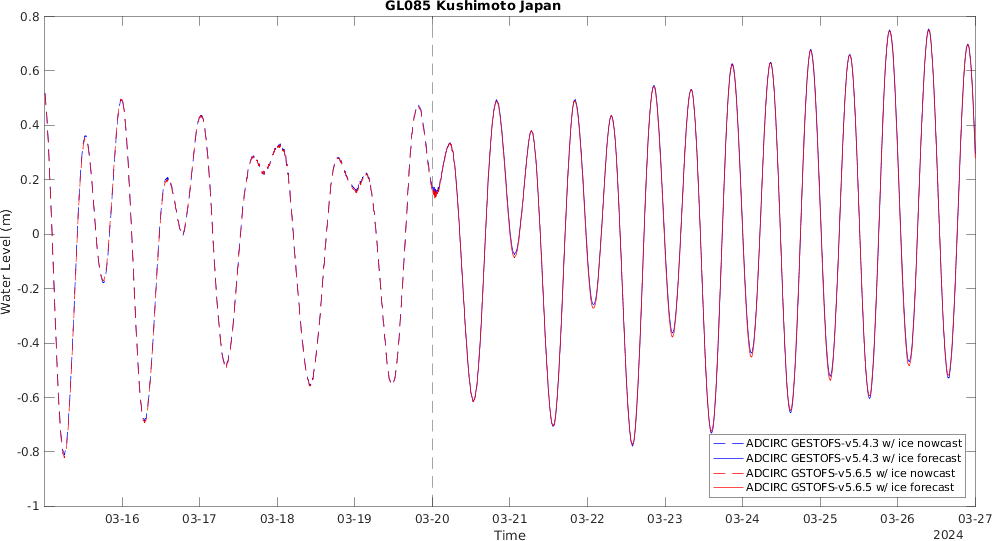 GL085 Kushimoto Japan
0.8
0.6
0.4
0.2
0
-0.2
-0.4
-0.6
-0.8
-1
Water Level (m)
ADCIRC GESTOFS-v5.4.3 w/ ice nowcast
ADCIRC GESTOFS-v5.4.3 w/ ice forecast
ADCIRC GSTOFS-v5.6.5 w/ ice nowcast
ADCIRC GSTOFS-v5.6.5 w/ ice forecast
03-16 03-17 03-18 03-19 03-20 03-21 03-22 03-23 03-24 03-25 03-26 03-27
Time
2024